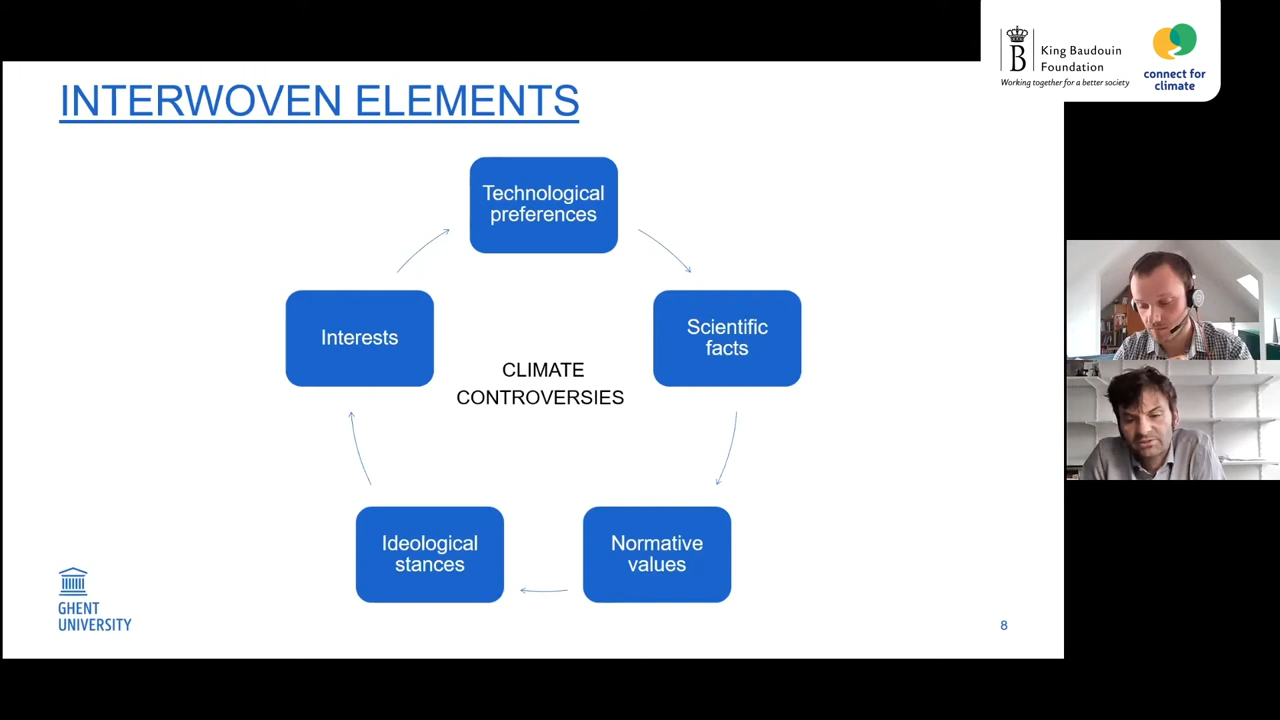 King Baudouin
Foundation
Working together for a better society
connect for
climate
INTERWOVEN ELEMENTS
Technological
preferences
Scientific
facts
Interests
CLIMATE
CONTROVERSIES
Ideological
stances
Normative
values
GHENT
UNIVERSITY
8